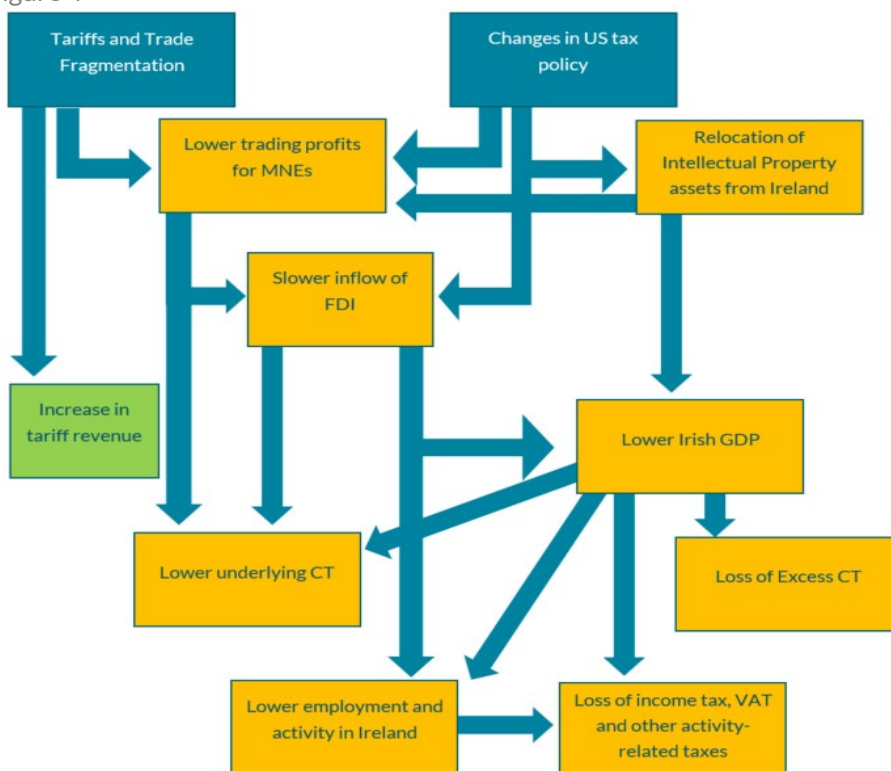 Tariffs and Trade
Fragmentation
Changes in US tax
policy
Lower trading profits
for MNEs
Relocation of
Intellectual Property
assets from Ireland
Slower inflow of
FDI
Increase in
tariff revenue
Lower Irish GDP
Lower underlying CT
Loss of Excess CT
Lower employment and
activity in Ireland
Loss of income tax, VAT
and other activity-
related taxes